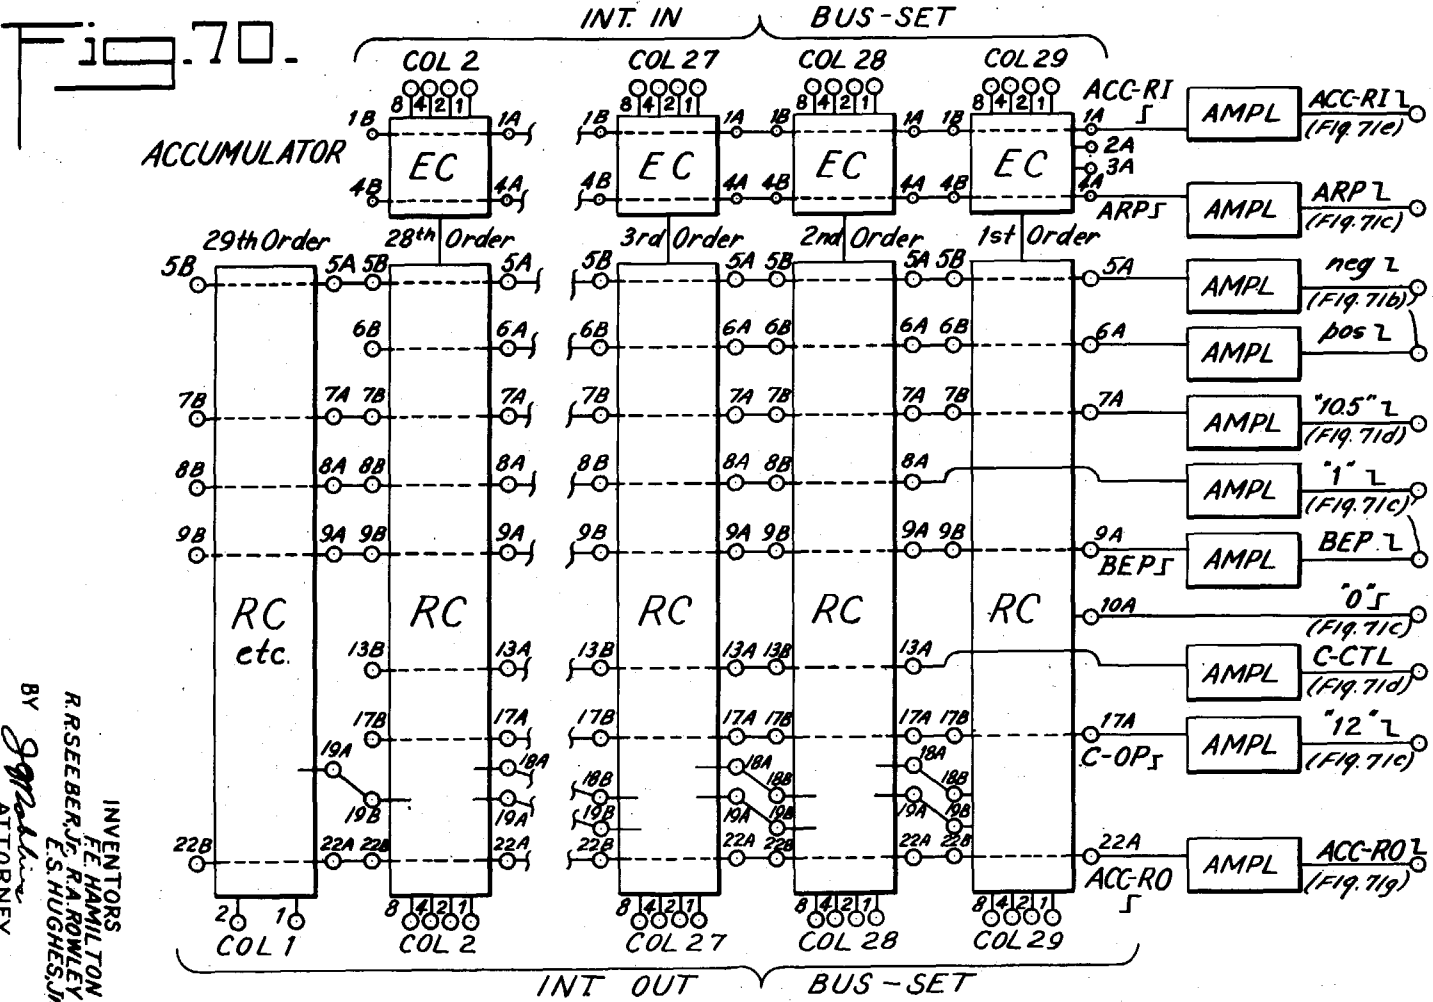 Fig. 70.
INT. IN BUS-SET
COL 2 COL 27 COL 28 COL 29
8 4 2 1 8 4 2 1 8 4 2 1 8 4 2 1
ACC-RI
1B 1A 1B 1A 1B 1A 1B 1A AMPL ACC-RI
(Fig. 71e)
2A
ACCUMULATOR EC EC EC EC
3A
4B 4A 4B 4A 4B 4A 4B 4A AMPL ARP
ARP (Fig. 71c)
29th Order 28th Order 3rd Order 2nd Order 1st Order
5B 5A 5B 5A 5B 5A 5B 5A 5B 5A AMPL neg
(Fig. 71b)
6B 6A 6B 6A 6B 6A 6B 6A AMPL pos
7B 7A 7B 7A 7B 7A 7B 7A 7B 7A AMPL "10.5"
(Fig. 71d)
8B 8A 8B 8A 8B 8A 8B 8A AMPL "1"
(Fig. 71c)
9B 9A 9B 9A 9B 9A 9B 9A 9B 9A AMPL BEP
BEP
RC RC RC RC RC
etc.
10A "0"
(Fig. 71c)
13B 13A 13B 13A 13B 13A AMPL C-CTL
(Fig. 71d)
17B 17A 17B 17A 17B 17A 17B 17A AMPL "12"
C-OP (Fig. 71c)
19A 18A 18A 18A
18B 18B 18B
19B 19A 19A 19A
19B 19B 19B
22B 22A 22B 22A 22B 22A 22B 22A 22B 22A AMPL ACC-RO
ACC-RO (Fig. 71g)
2 1 8 4 2 1 8 4 2 1 8 4 2 1 8 4 2 1
COL 1 COL 2 COL 27 COL 28 COL 29
INT. OUT BUS-SET
INVENTORS
F.E. HAMILTON
R.R. SEEBER, Jr. R.A. ROWLEY
E.S. HUGHES, Jr
BY
ATTORNEY